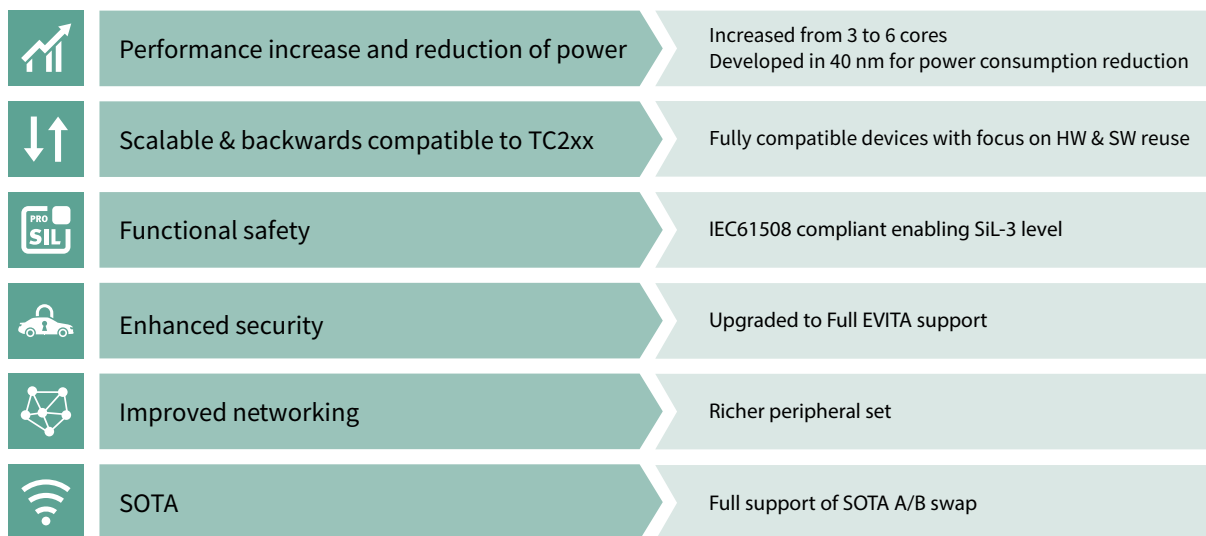 Performance increase and reduction of power
Increased from 3 to 6 cores
Developed in 40 nm for power consumption reduction
Scalable & backwards compatible to TC2xx
Fully compatible devices with focus on HW & SW reuse
PRO
SIL
Functional safety
IEC61508 compliant enabling SiL-3 level
Enhanced security
Upgraded to Full EVITA support
Improved networking
Richer peripheral set
SOTA
Full support of SOTA A/B swap